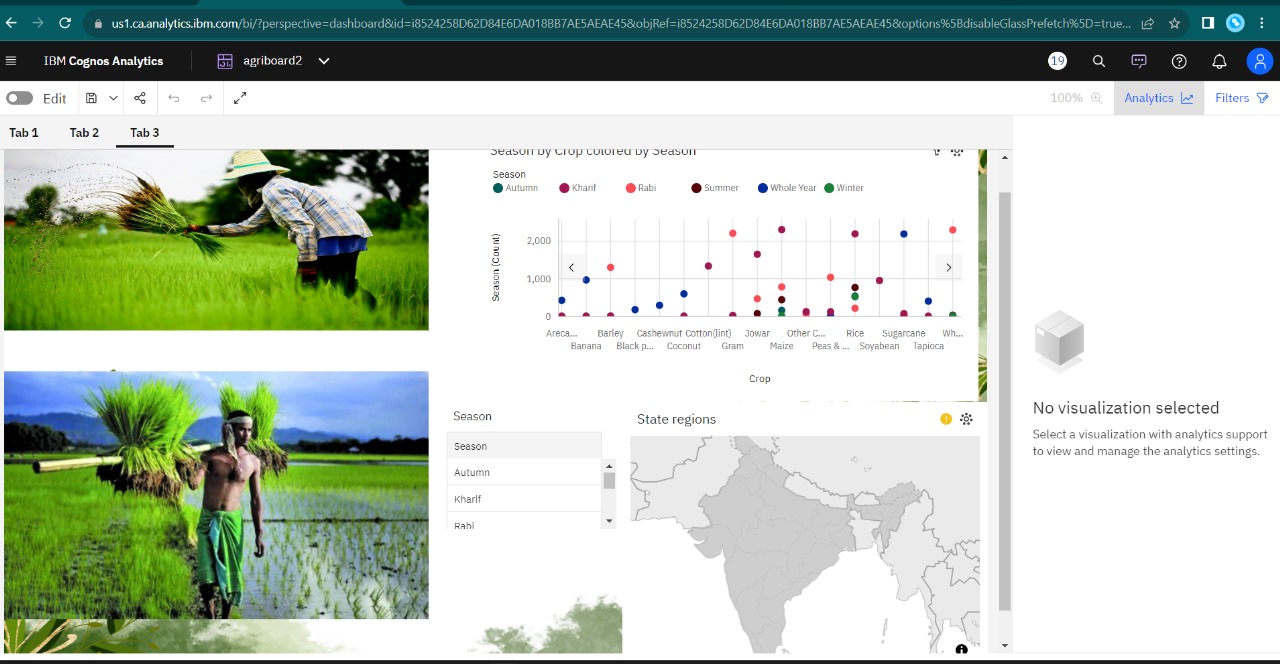 us1.ca.analytics.ibm.com/bi/?perspective=dashboard&id=i8524258D62D84E6DA018BB7AE5AEAE45&objRef=i8524258D62D84E6DA018BB7AE5AEAE45&options%5BdisableGlassPrefetch%5D=true...
IBM Cognos Analytics
agriboard2
19
Edit
100%
Analytics
Filters
Tab 1
Tab 2
Tab 3
Season by Crop colored by Season
Season
Autumn
Kharif
Rabi
Summer
Whole Year
Winter
Season (Count)
2,000
1,000
0
Areca...
Banana
Barley
Black p...
Cashewnut
Coconut
Cotton(lint)
Gram
Jowar
Maize
Other C...
Peas & ...
Rice
Soyabean
Sugarcane
Tapioca
Wh...
Crop
Season
Season
Autumn
Kharif
Rabi
State regions
No visualization selected
Select a visualization with analytics support
to view and manage the analytics settings.